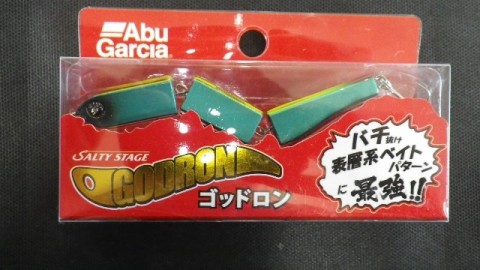 Abu
Garcia
SALTY STAGE
GODRON
ゴッドロン
バチ抜け
表層系ベイト
パターン
に最強!!